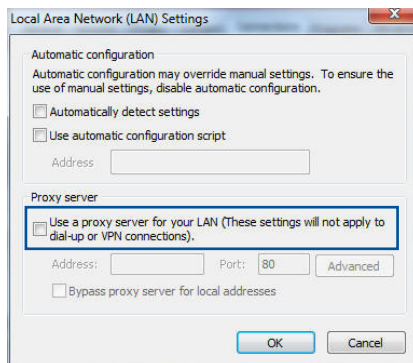 Local Area Network (LAN) Settings
Automatic configuration
Automatic configuration may override manual settings. To ensure the
use of manual settings, disable automatic configuration.
Automatically detect settings
Use automatic configuration script
Address
Proxy server
Use a proxy server for your LAN (These settings will not apply to
dial-up or VPN connections).
Address: Port: 80 Advanced
Bypass proxy server for local addresses
OK Cancel